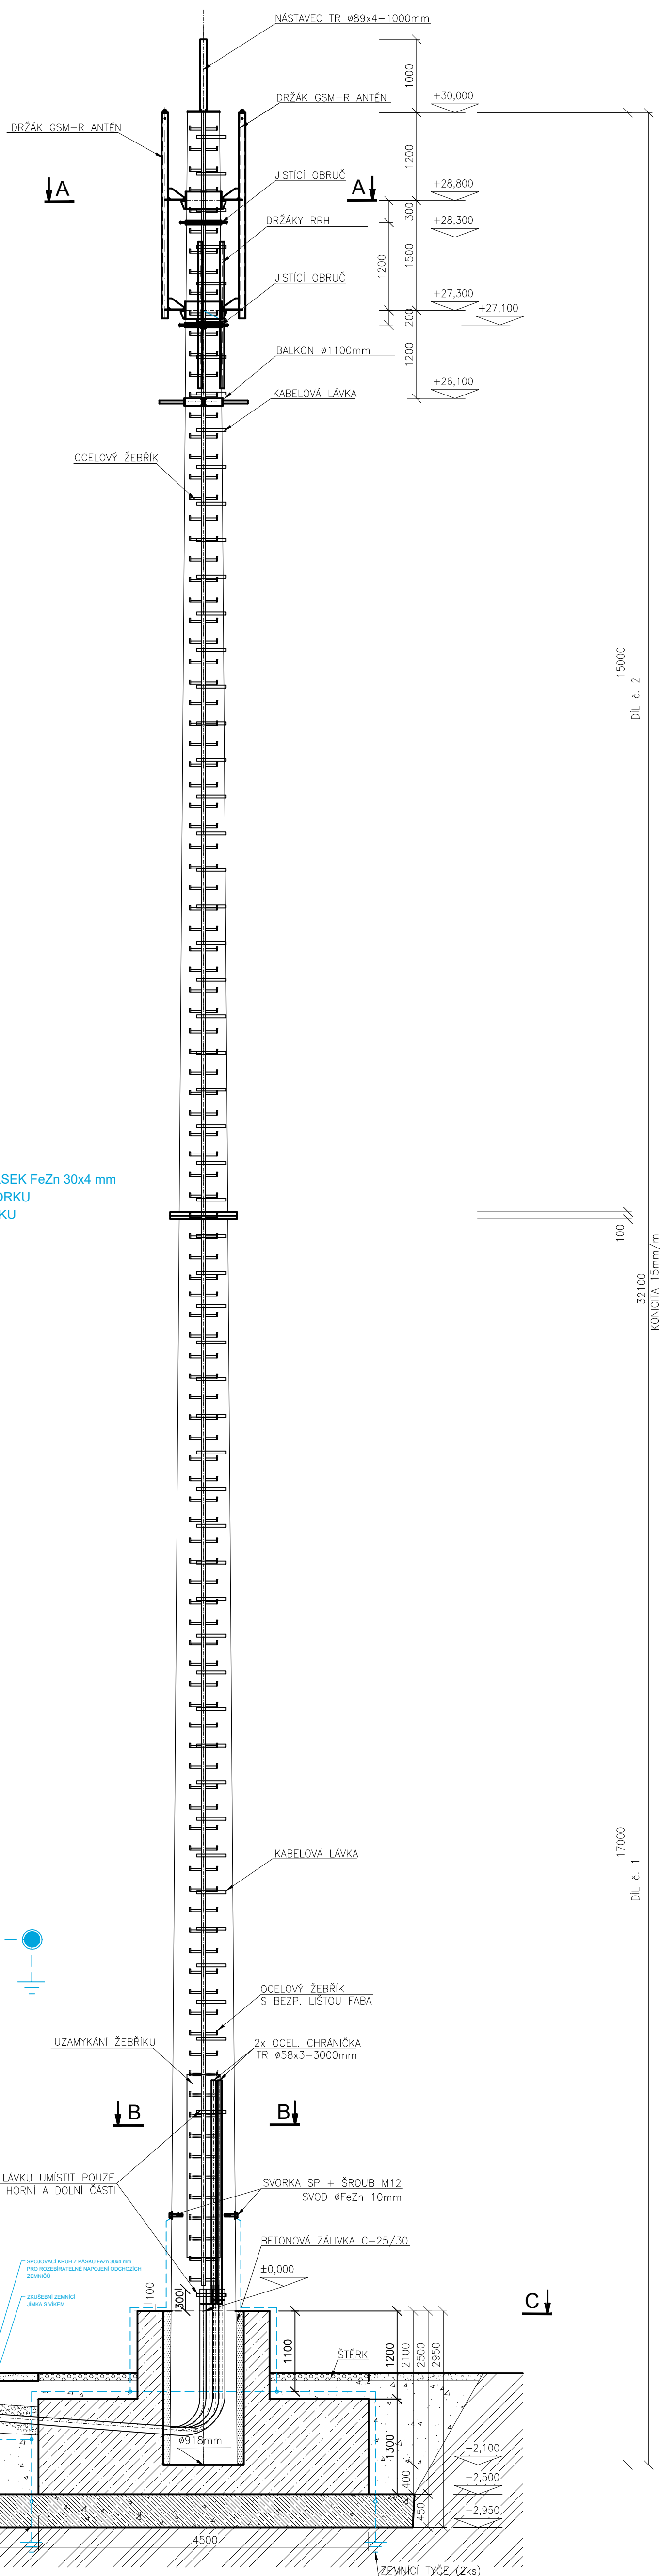 NÁSTAVEC TR ø89x4-1000mm
1000
+30,000
DRŽÁK GSM-R ANTÉN
DRŽÁK GSM-R ANTÉN
1200
A
A
+28,800
JISTÍCÍ OBRUČ
300
DRŽÁKY RRH
+28,300
1200
1500
JISTÍCÍ OBRUČ
+27,300
+27,100
200
BALKON ø1100mm
1200
+26,100
KABELOVÁ LÁVKA
OCELOVÝ ŽEBŘÍK
15000
DÍL č. 2
ÁSEK FeZn 30x4 mm
ORKU
KU
100
32100
KONICITA 15mm/m
17000
DÍL č. 1
KABELOVÁ LÁVKA
OCELOVÝ ŽEBŘÍK
S BEZP. LIŠTOU FABA
UZAMYKÁNÍ ŽEBŘÍKU
2x OCEL. CHRÁNIČKA
TR ø58x3-3000mm
B
B
LÁVKU UMÍSTIT POUZE
HORNÍ A DOLNÍ ČÁSTI
SVORKA SP + ŠROUB M12
SVOD øFeZn 10mm
BETONOVÁ ZÁLIVKA C-25/30
±0,000
SPOJOVACÍ KRUH Z PÁSKU FeZn 30x4 mm
PRO ROZEBÍRATELNÉ NAPOJENÍ ODCHOZÍCH
ZEMNIČŮ
ZKUŠEBNÍ ZEMNÍCÍ
JÍMKA S VÍKEM
100
300
C
1100
1200
2100
2500
2950
ŠTĚRK
ø918mm
1300
400
450
-2,100
-2,500
-2,950
4500
ZEMNÍCÍ TYČE (2ks)